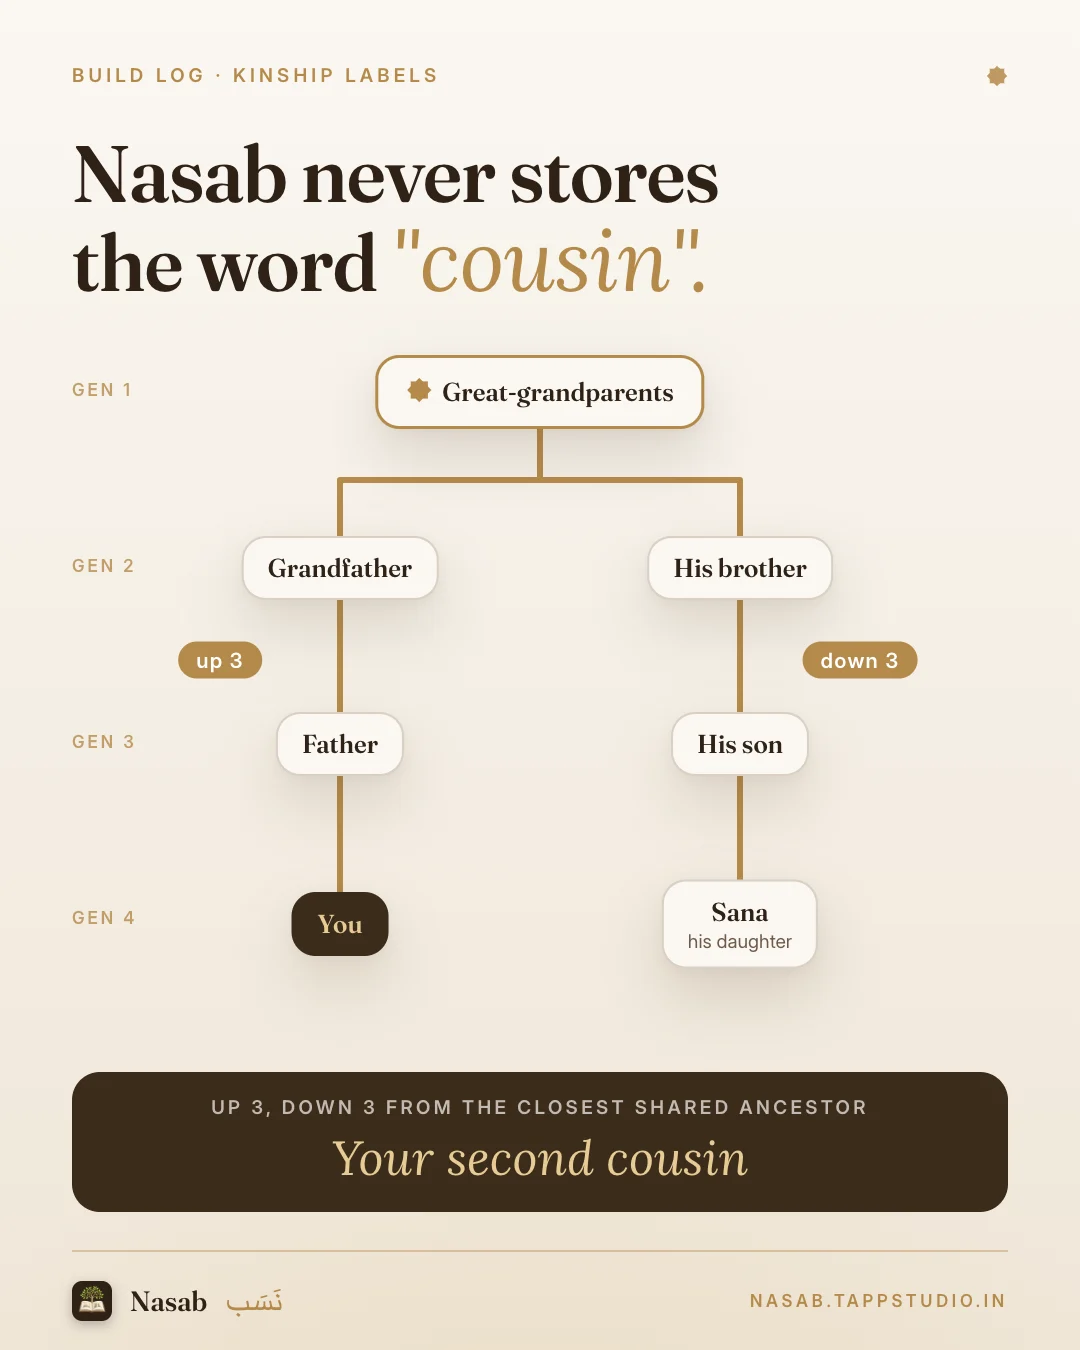 BUILD LOG · KINSHIP LABELS
Nasab never stores
the word "cousin".
GEN 1
Great-grandparents
GEN 2
Grandfather
His brother
up 3
down 3
GEN 3
Father
His son
GEN 4
You
Sana
his daughter
UP 3, DOWN 3 FROM THE CLOSEST SHARED ANCESTOR
Your second cousin
Nasab نَسَب
NASAB.TAPPSTUDIO.IN